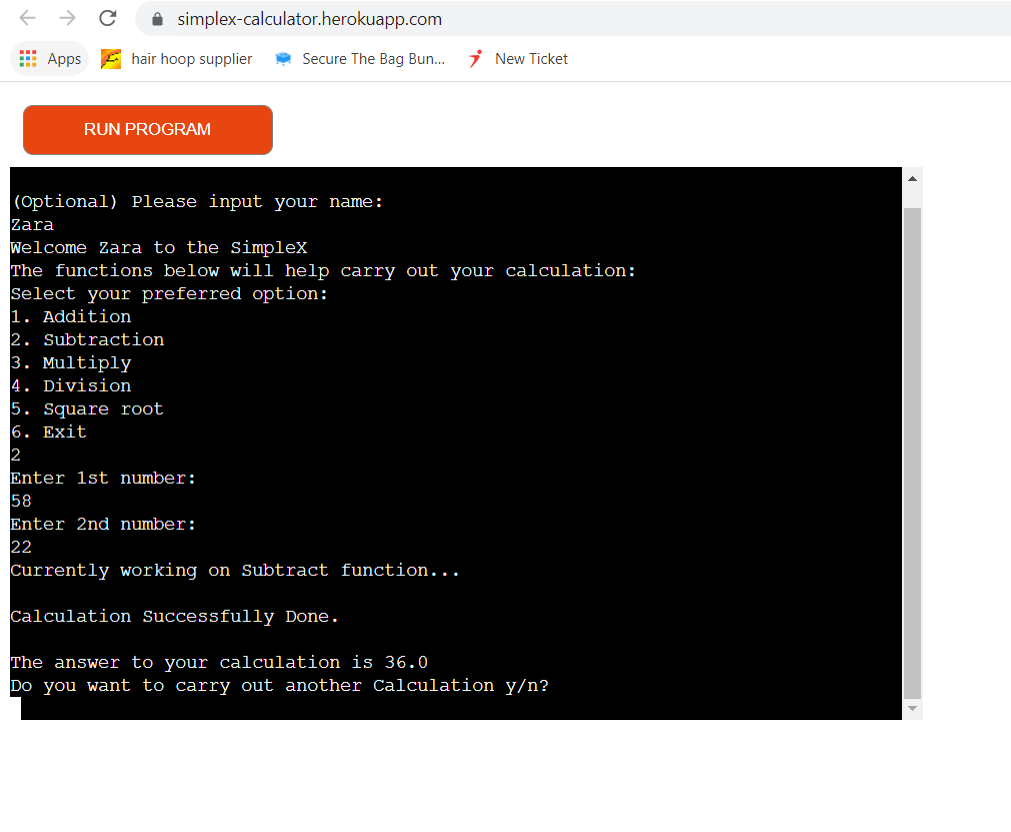 simplex-calculator.herokuapp.com
Apps hair hoop supplier Secure The Bag Bun... New Ticket
RUN PROGRAM
(Optional) Please input your name:
Zara
Welcome Zara to the SimpleX
The functions below will help carry out your calculation:
Select your preferred option:
1. Addition
2. Subtraction
3. Multiply
4. Division
5. Square root
6. Exit
2
Enter 1st number:
58
Enter 2nd number:
22
Currently working on Subtract function...
Calculation Successfully Done.
The answer to your calculation is 36.0
Do you want to carry out another Calculation y/n?